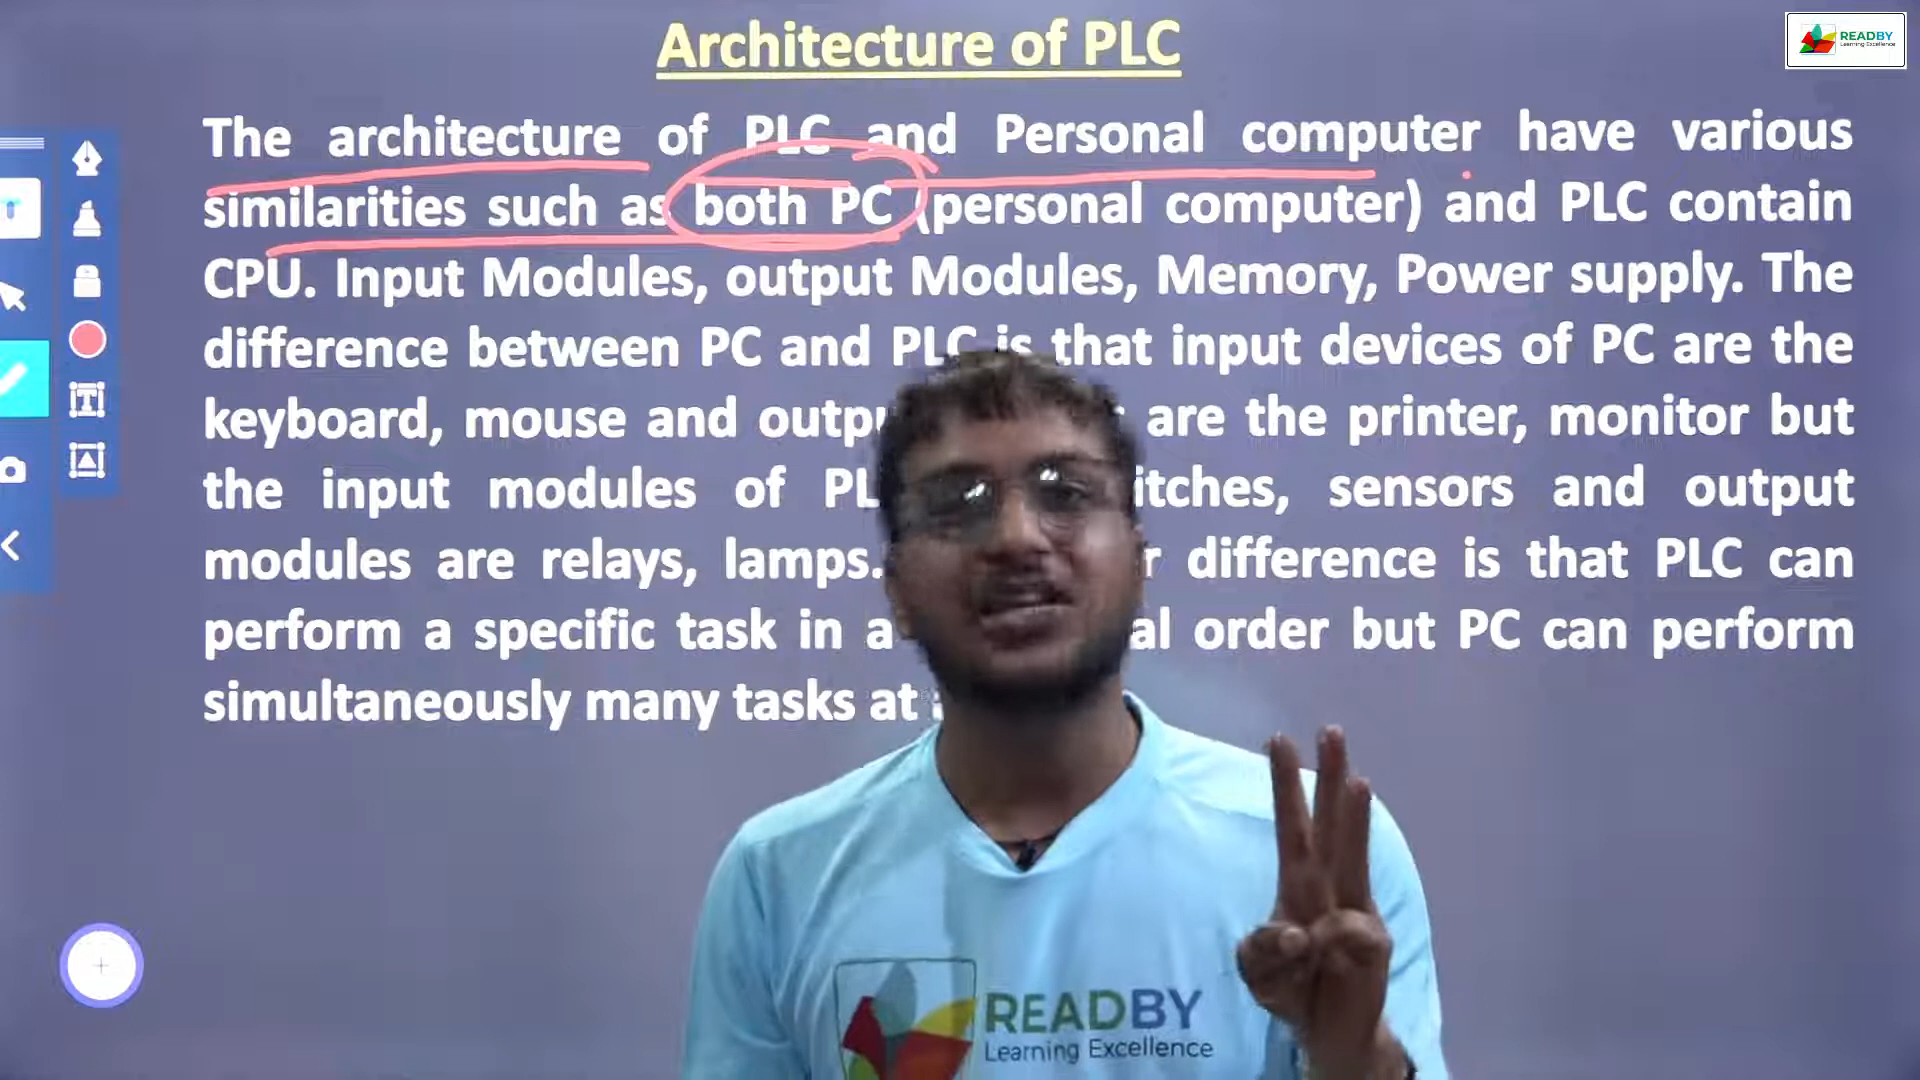 Architecture of PLC
READBY
Learning Excellence
The architecture of PLC and Personal computer have various
similarities such as both PC (personal computer) and PLC contain
CPU. Input Modules, output Modules, Memory, Power supply. The
difference between PC and PLC is that input devices of PC are the
keyboard, mouse and are the printer, monitor but
the input modules of sensors and output
modules are relays, lamps. difference is that PLC can
perform a specific task in a order but PC can perform
simultaneously many tasks at
READBY
Learning Excellence